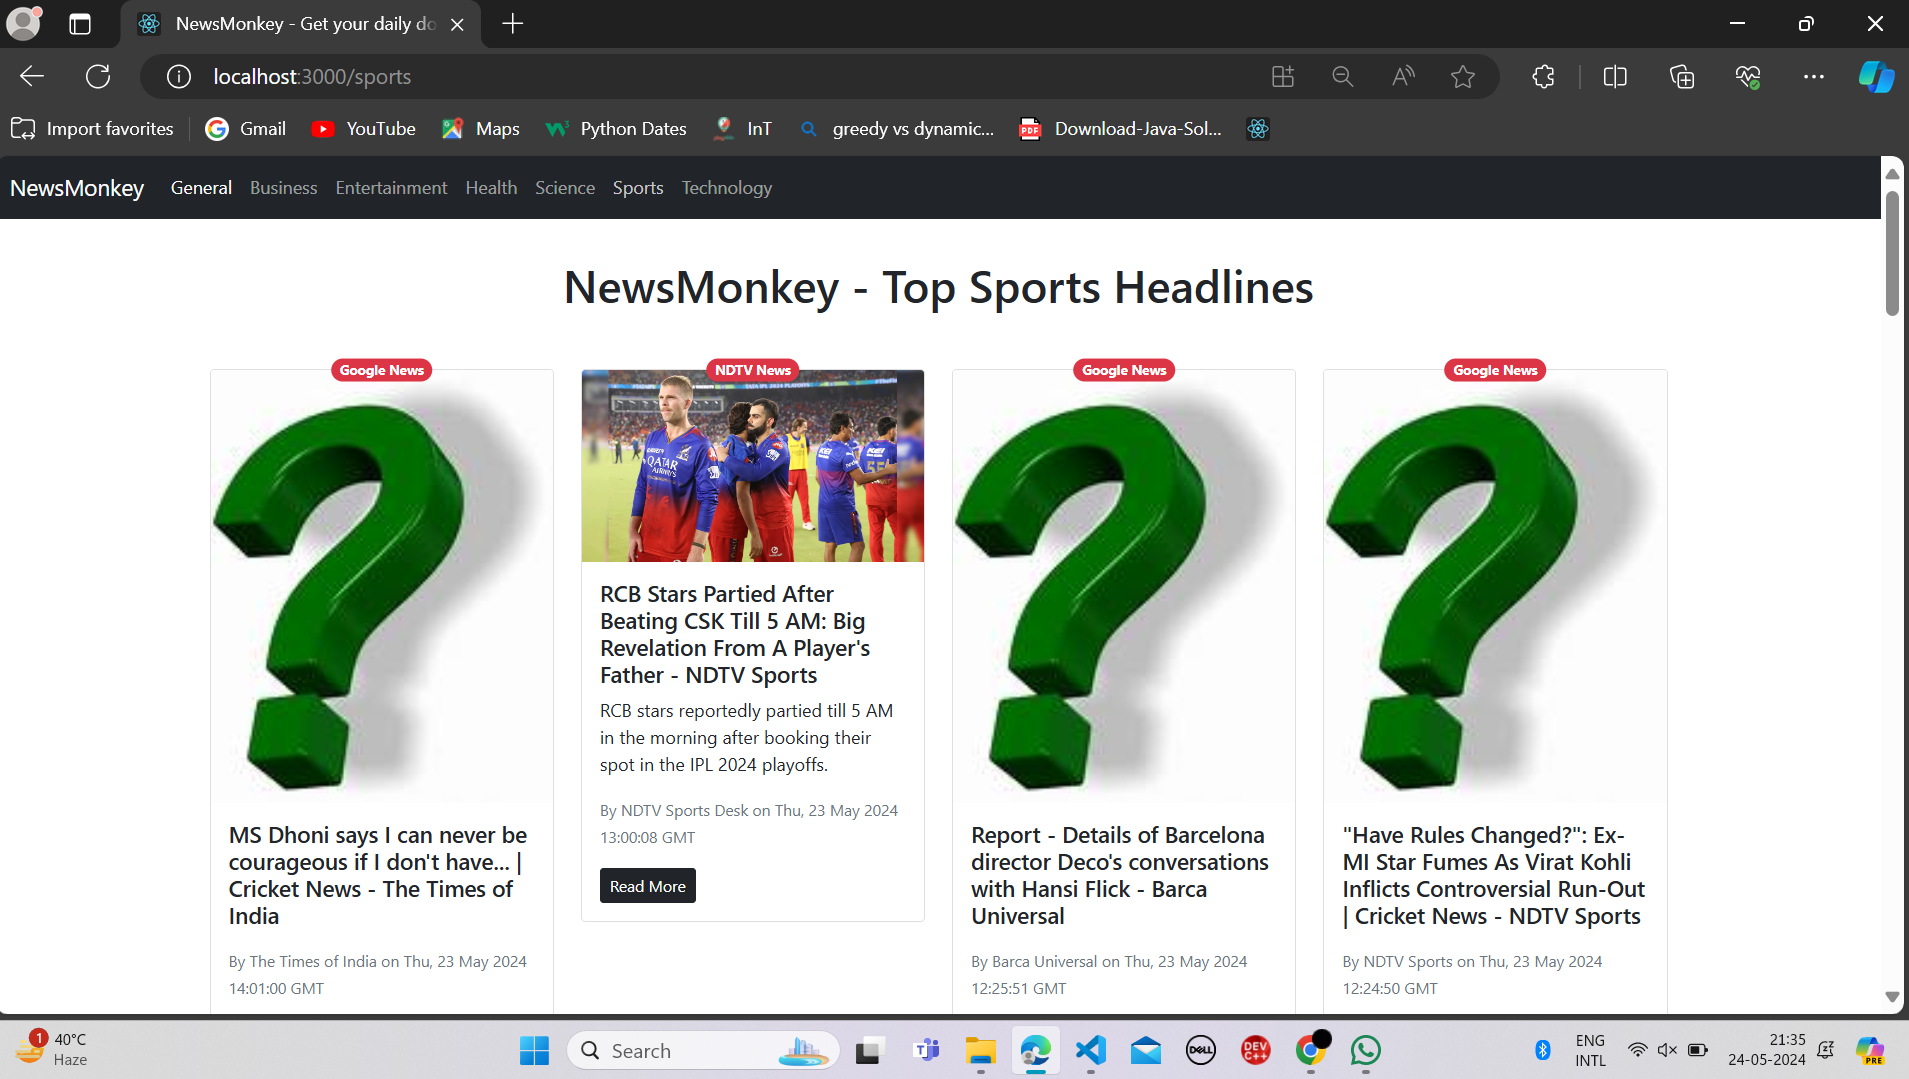 NewsMonkey - Get your daily do
localhost:3000/sports
Import favorites
Gmail
YouTube
Maps
Python Dates
InT
greedy vs dynamic...
PDF
Download-Java-Sol...
NewsMonkey General Business Entertainment Health Science Sports Technology
NewsMonkey - Top Sports Headlines
Google News
MS Dhoni says I can never be
courageous if I don't have... |
Cricket News - The Times of
India
By The Times of India on Thu, 23 May 2024
14:01:00 GMT
NDTV News
QATAR
AIRWAYS
RCB Stars Partied After
Beating CSK Till 5 AM: Big
Revelation From A Player's
Father - NDTV Sports
RCB stars reportedly partied till 5 AM
in the morning after booking their
spot in the IPL 2024 playoffs.
By NDTV Sports Desk on Thu, 23 May 2024
13:00:08 GMT
Read More
Google News
Report - Details of Barcelona
director Deco's conversations
with Hansi Flick - Barca
Universal
By Barca Universal on Thu, 23 May 2024
12:25:51 GMT
Google News
"Have Rules Changed?": Ex-
MI Star Fumes As Virat Kohli
Inflicts Controversial Run-Out
| Cricket News - NDTV Sports
By NDTV Sports on Thu, 23 May 2024
12:24:50 GMT
1
40°C
Haze
Search
DELL
DEV
C++
ENG
INTL
21:35
24-05-2024
PRE